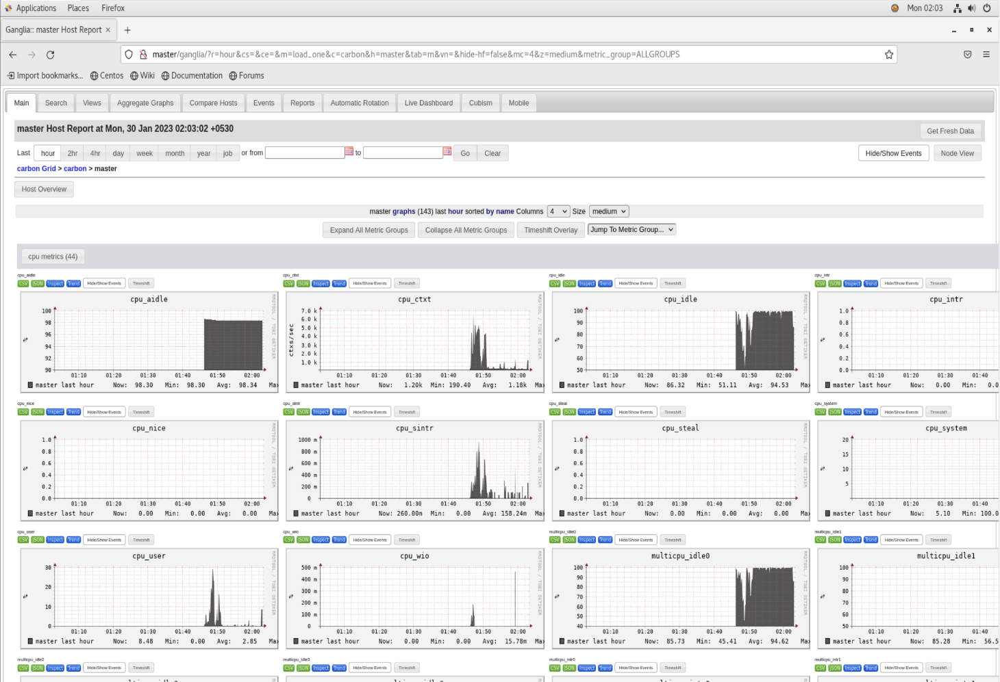 Applications Places Firefox Mon 02:03
Ganglia:: master Host Report × +
master/ganglia/?r=hour&cs=&ce=&m=load_one&c=carbon&h=master&tab=m&vn=&hide-hf=false&mc=4&z=medium&metric_group=ALLGROUPS
Import bookmarks... Centos Wiki Documentation Forums
Main Search Views Aggregate Graphs Compare Hosts Events Reports Automatic Rotation Live Dashboard Cubism Mobile
master Host Report at Mon, 30 Jan 2023 02:03:02 +0530
Get Fresh Data
Last hour 2hr 4hr day week month year job or from to Go Clear Hide/Show Events Node View
carbon Grid > carbon > master
Host Overview
master graphs (143) last hour sorted by name Columns 4 Size medium
Expand All Metric Groups Collapse All Metric Groups Timeshift Overlay Jump To Metric Group...
cpu metrics (44)
cpu_aidle cpu_ctxt cpu_idle cpu_intr
CSV JSON Inspect Trend Hide/Show Events Timeshift CSV JSON Inspect Trend Hide/Show Events Timeshift CSV JSON Inspect Trend Hide/Show Events Timeshift CSV JSON Inspect Trend Hide/Show Events Timeshift
cpu_aidle cpu_ctxt cpu_idle cpu_intr
100 7.0 k 100 1.0
98 6.0 k 90 0.8
96 5.0 k 80 0.6
94 4.0 k 70 0.4
92 3.0 k 60 0.2
90 2.0 k 50 0.0
1.0 k
ctxs/sec
RRDTOOL / TOBI OETIKER RRDTOOL / TOBI OETIKER RRDTOOL / TOBI OETIKER
01:10 01:20 01:30 01:40 01:50 02:00 01:10 01:20 01:30 01:40 01:50 02:00 01:10 01:20 01:30 01:40 01:50 02:00 01:10 01:20 01:30 01:40
master last hour Now: 98.30 Min: 98.30 Avg: 98.34 Max master last hour Now: 1.20k Min: 190.40 Avg: 1.18k Max master last hour Now: 86.32 Min: 51.11 Avg: 94.53 Max master last hour Now: 0.00 Min: 0.0
cpu_nice cpu_sintr cpu_steal cpu_system
CSV JSON Inspect Trend Hide/Show Events Timeshift CSV JSON Inspect Trend Hide/Show Events Timeshift CSV JSON Inspect Trend Hide/Show Events Timeshift CSV JSON Inspect Trend Hide/Show Events Timeshift
cpu_nice cpu_sintr cpu_steal cpu_system
1.0 1000 m 1.0 20
0.8 800 m 0.8 15
0.6 600 m 0.6 10
0.4 400 m 0.4 5
0.2 200 m 0.2
0.0 0 0.0
RRDTOOL / TOBI OETIKER RRDTOOL / TOBI OETIKER RRDTOOL / TOBI OETIKER
01:10 01:20 01:30 01:40 01:50 02:00 01:10 01:20 01:30 01:40 01:50 02:00 01:10 01:20 01:30 01:40 01:50 02:00 01:10 01:20 01:30 01:40
master last hour Now: 0.00 Min: 0.00 Avg: 0.00 Max master last hour Now: 260.00m Min: 0.00 Avg: 158.24m Max master last hour Now: 0.00 Min: 0.00 Avg: 0.00 Max master last hour Now: 5.10 Min: 100.0
cpu_user cpu_wio multicpu_idle0 multicpu_idle1
CSV JSON Inspect Trend Hide/Show Events Timeshift CSV JSON Inspect Trend Hide/Show Events Timeshift CSV JSON Inspect Trend Hide/Show Events Timeshift CSV JSON Inspect Trend Hide/Show Events Timeshift
cpu_user cpu_wio multicpu_idle0 multicpu_idle1
30 500 m 100 100
20 400 m 90 90
10 300 m 80 80
0 200 m 70 70
100 m 60 60
0 50 50
40
RRDTOOL / TOBI OETIKER RRDTOOL / TOBI OETIKER RRDTOOL / TOBI OETIKER
01:10 01:20 01:30 01:40 01:50 02:00 01:10 01:20 01:30 01:40 01:50 02:00 01:10 01:20 01:30 01:40 01:50 02:00 01:10 01:20 01:30 01:40
master last hour Now: 8.48 Min: 0.00 Avg: 2.85 Max master last hour Now: 0.00 Min: 0.00 Avg: 15.78m Max master last hour Now: 85.73 Min: 45.41 Avg: 94.62 Max master last hour Now: 85.28 Min: 56.5
multicpu_idle2 multicpu_idle3 multicpu_intr0 multicpu_intr1
CSV JSON Inspect Trend Hide/Show Events Timeshift CSV JSON Inspect Trend Hide/Show Events Timeshift CSV JSON Inspect Trend Hide/Show Events Timeshift CSV JSON Inspect Trend Hide/Show Events Timeshift